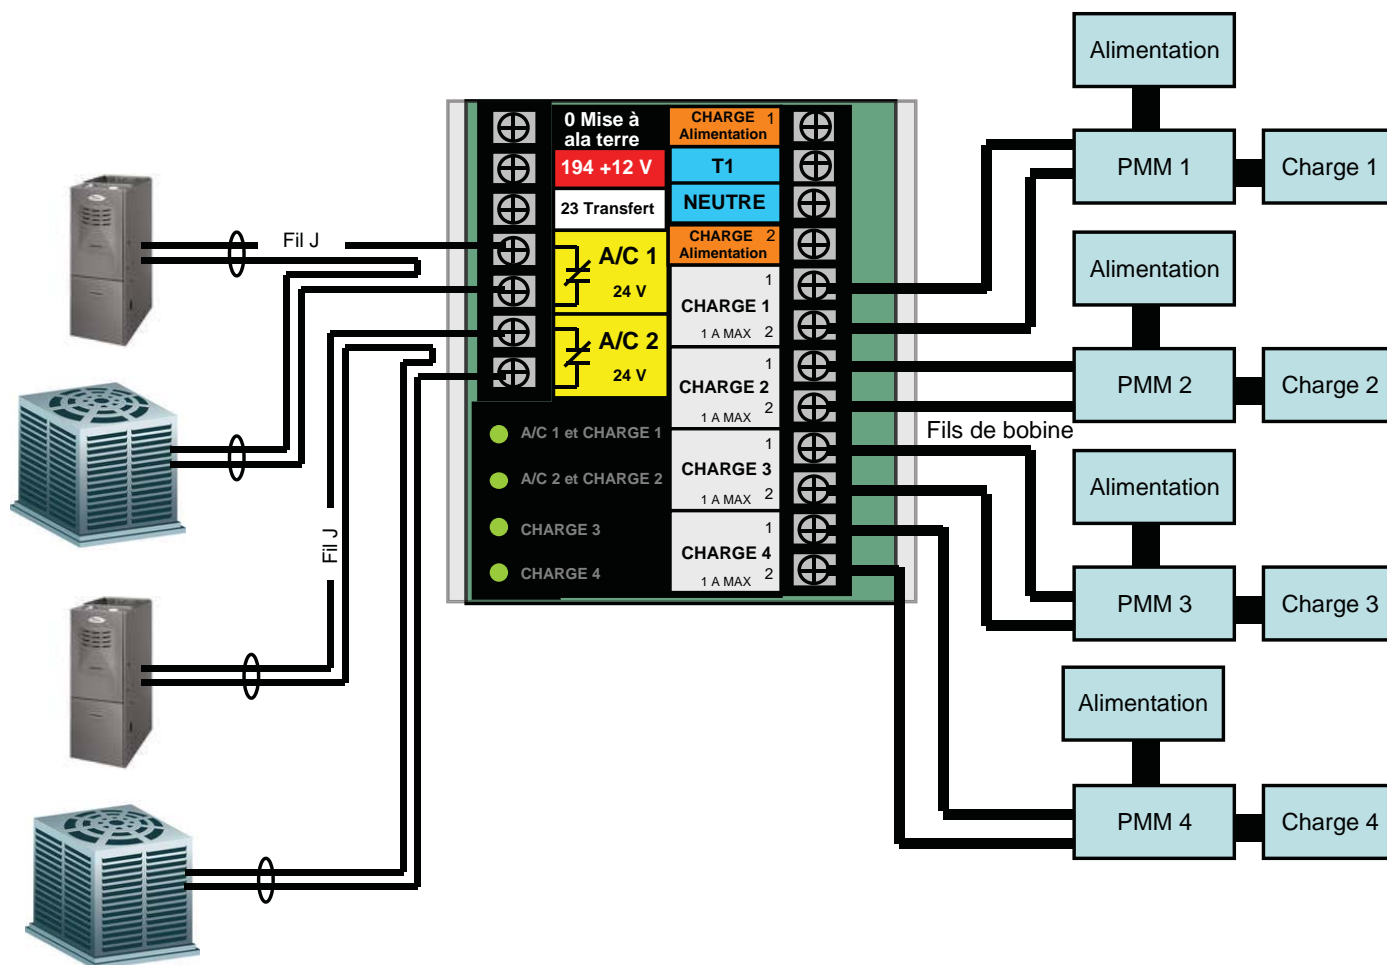 Alimentation
0 Mise à
ala terre
CHARGE 1
Alimentation
194 +12 V
T1
PMM 1
Charge 1
23 Transfert
NEUTRE
Fil J
CHARGE 2
Alimentation
A/C 1
24 V
1
CHARGE 1
1 A MAX 2
Alimentation
A/C 2
24 V
1
CHARGE 2
1 A MAX 2
PMM 2
Charge 2
Fils de bobine
A/C 1 et CHARGE 1
A/C 2 et CHARGE 2
CHARGE 3
CHARGE 4
1
CHARGE 3
1 A MAX 2
1
CHARGE 4
1 A MAX 2
Fil J
Alimentation
PMM 3
Charge 3
Alimentation
PMM 4
Charge 4